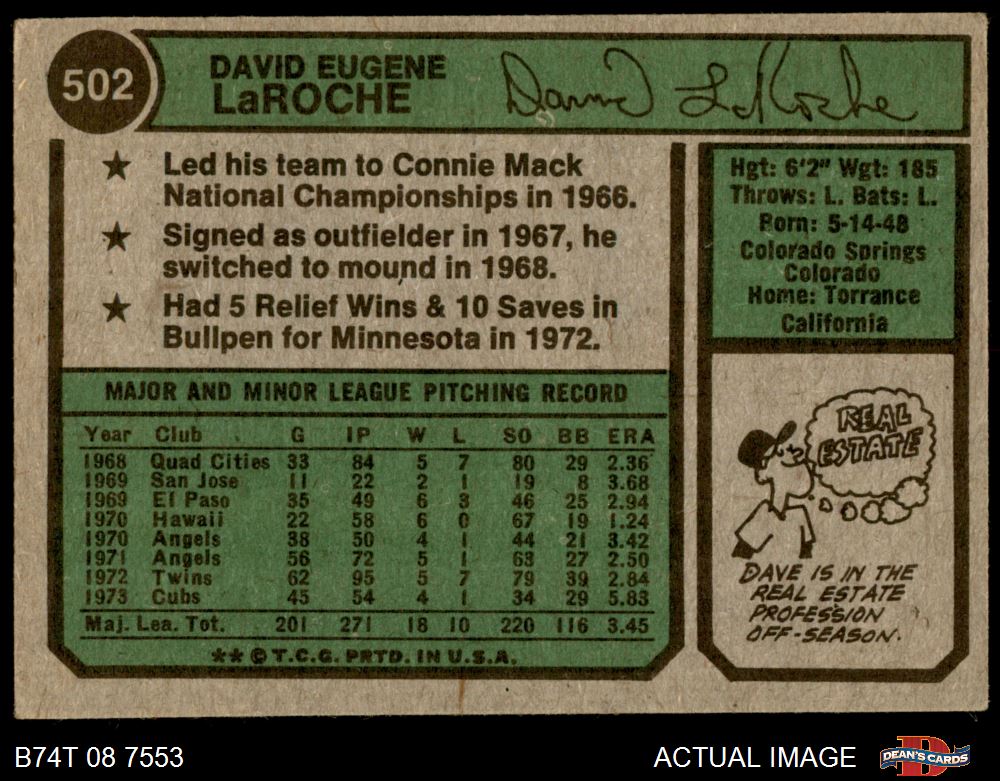 502
DAVID EUGENE
LaROCHE
David LaRoche
★ Led his team to Connie Mack
National Championships in 1966.
★ Signed as outfielder in 1967, he
switched to mound in 1968.
★ Had 5 Relief Wins & 10 Saves in
Bullpen for Minnesota in 1972.
Hgt: 6'2" Wgt: 185
Throws: L. Bats: L.
Born: 5-14-48
Colorado Springs
Colorado
Home: Torrance
California
MAJOR AND MINOR LEAGUE PITCHING RECORD
Year Club G IP W L SO BB ERA
1968 Quad Cities 33 84 5 7 80 29 2.36
1969 San Jose 11 22 2 1 19 8 3.68
1969 El Paso 35 49 6 3 46 25 2.94
1970 Hawaii 22 58 6 0 67 19 1.24
1970 Angels 38 50 4 1 44 21 3.42
1971 Angels 56 72 5 1 63 27 2.50
1972 Twins 62 95 5 7 79 39 2.84
1973 Cubs 45 54 4 1 34 29 5.83
Maj. Lea. Tot. 201 271 18 10 220 116 3.45
** © T.C.G. PRTD. IN U.S.A.
REAL
ESTATE
DAVE IS IN THE
REAL ESTATE
PROFESSION
OFF-SEASON.
B74T 08 7553
ACTUAL IMAGE
DEAN'S CARDS